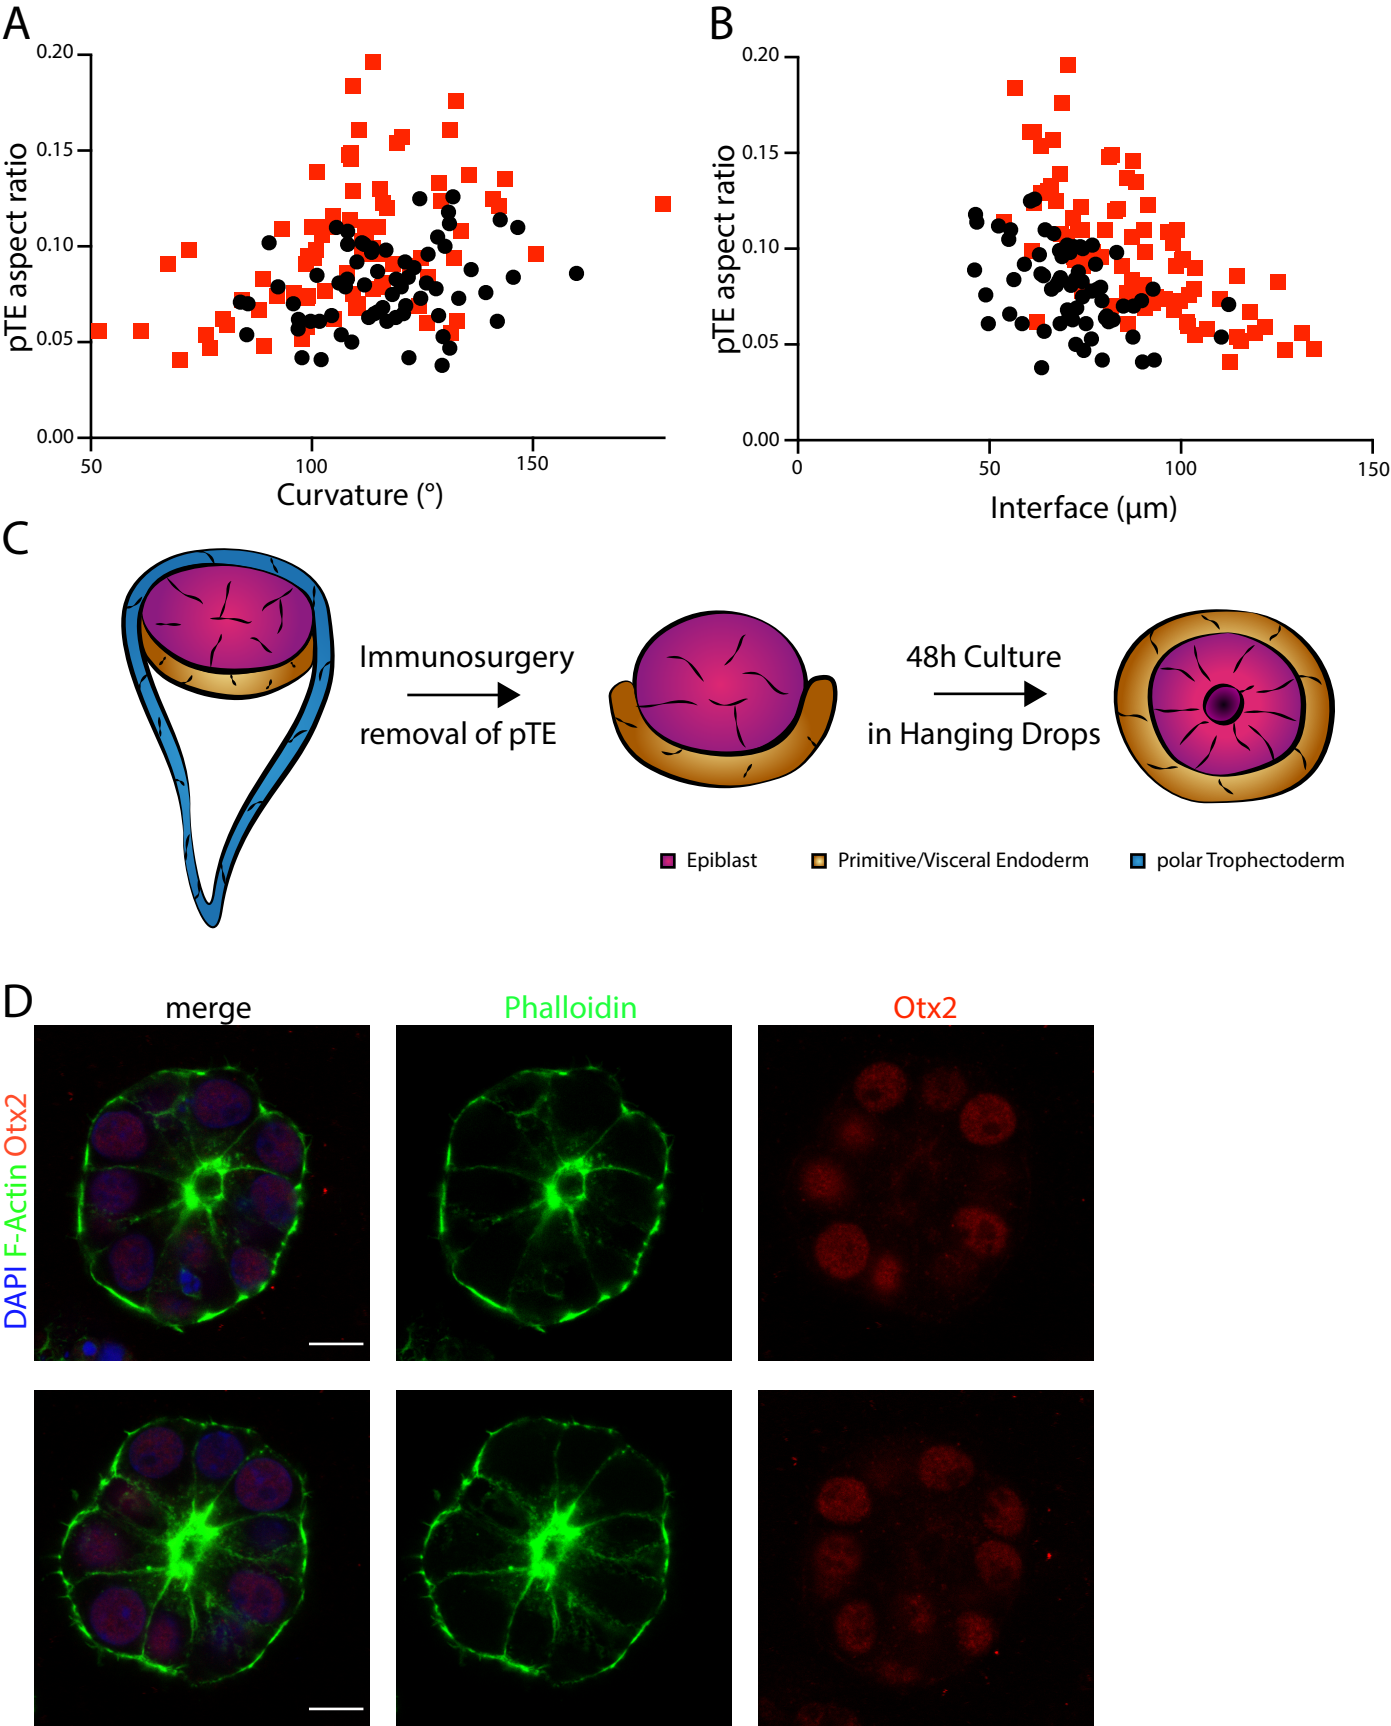 A
pTE aspect ratio
0.20
0.15
0.10
0.05
0.00
50
100
150
Curvature (°)
B
pTE aspect ratio
0.20
0.15
0.10
0.05
0.00
0
50
100
150
Interface (µm)
C
Immunosurgery
removal of pTE
48h Culture
in Hanging Drops
Epiblast
Primitive/Visceral Endoderm
polar Trophectoderm
D
merge
Phalloidin
Otx2
DAPI F-Actin Otx2